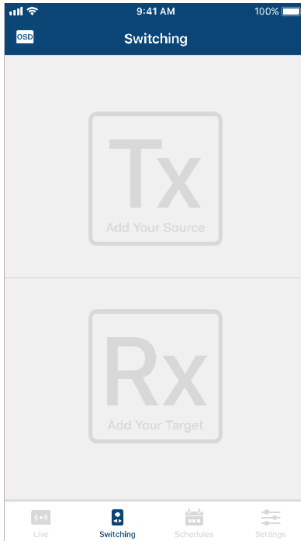 9:41 AM
100%
OSD
Switching
Tx
Add Your Source
Rx
Add Your Target
Live
Switching
Schedules
Settings